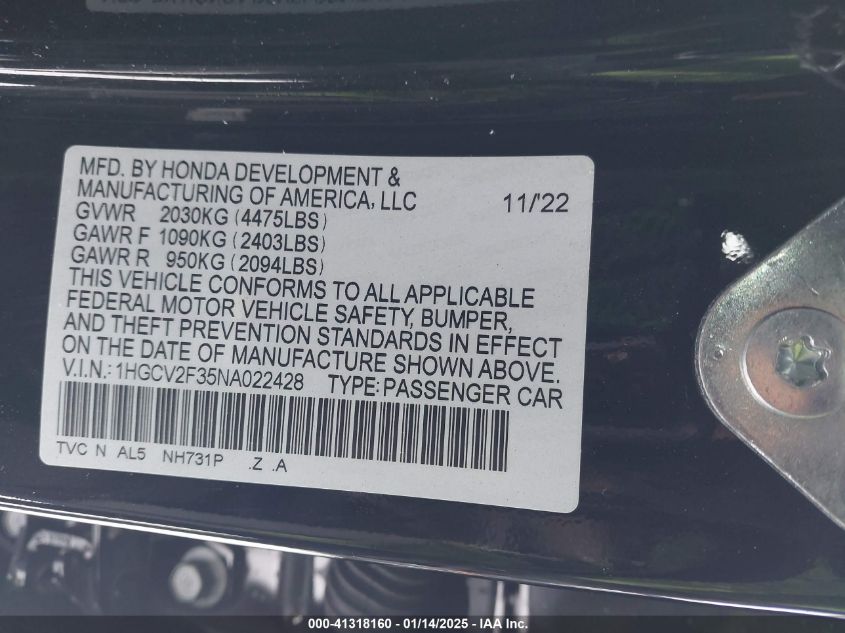 MFD. BY HONDA DEVELOPMENT &
MANUFACTURING OF AMERICA, LLC 11/'22
GVWR 2030KG (4475LBS)
GAWR F 1090KG (2403LBS)
GAWR R 950KG (2094LBS)
THIS VEHICLE CONFORMS TO ALL APPLICABLE
FEDERAL MOTOR VEHICLE SAFETY, BUMPER,
AND THEFT PREVENTION STANDARDS IN EFFECT
ON THE DATE OF MANUFACTURE SHOWN ABOVE.
V.I.N.: 1HGCV2F35NA022428 TYPE: PASSENGER CAR
TVC N AL5 NH731P .Z .A
000-41318160 - 01/14/2025 - IAA Inc.